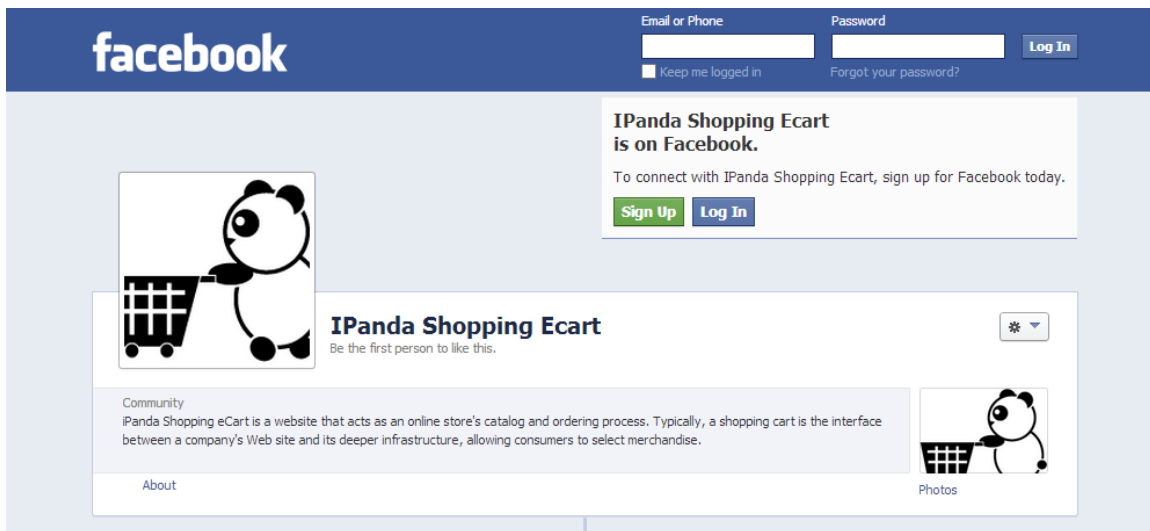 facebook
Email or Phone
Password
Log In
Keep me logged in
Forgot your password?
IPanda Shopping Ecart
is on Facebook.
To connect with IPanda Shopping Ecart, sign up for Facebook today.
Sign Up
Log In
IPanda Shopping Ecart
Be the first person to like this.
Community
iPanda Shopping eCart is a website that acts as an online store's catalog and ordering process. Typically, a shopping cart is the interface
between a company's Web site and its deeper infrastructure, allowing consumers to select merchandise.
About
Photos